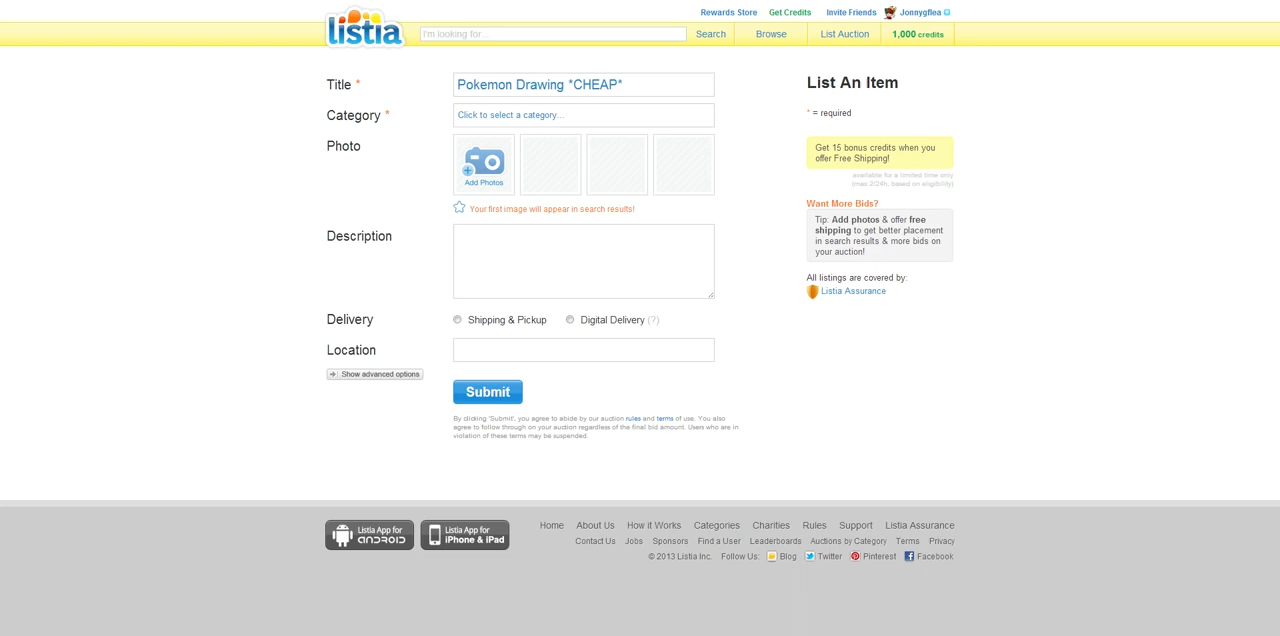 Rewards Store Get Credits Invite Friends Jonnygflea
listia
I'm looking for...
Search Browse List Auction 1,000 credits
Title *
Pokemon Drawing *CHEAP*
Category *
Click to select a category...
Photo
Add Photos
Your first image will appear in search results!
Description
Delivery
Shipping & Pickup Digital Delivery (?)
Location
Show advanced options
Submit
By clicking 'Submit', you agree to abide by our auction rules and terms of use. You also
agree to follow through on your auction regardless of the final bid amount. Users who are in
violation of these terms may be suspended.
List An Item
* = required
Get 15 bonus credits when you
offer Free Shipping!
available for a limited time only
(max 2/24h, based on eligibility)
Want More Bids?
Tip: Add photos & offer free
shipping to get better placement
in search results & more bids on
your auction!
All listings are covered by:
Listia Assurance
Listia App for
ANDROID
Listia App for
iPhone & iPad
Home About Us How it Works Categories Charities Rules Support Listia Assurance
Contact Us Jobs Sponsors Find a User Leaderboards Auctions by Category Terms Privacy
© 2013 Listia Inc. Follow Us: Blog Twitter Pinterest Facebook